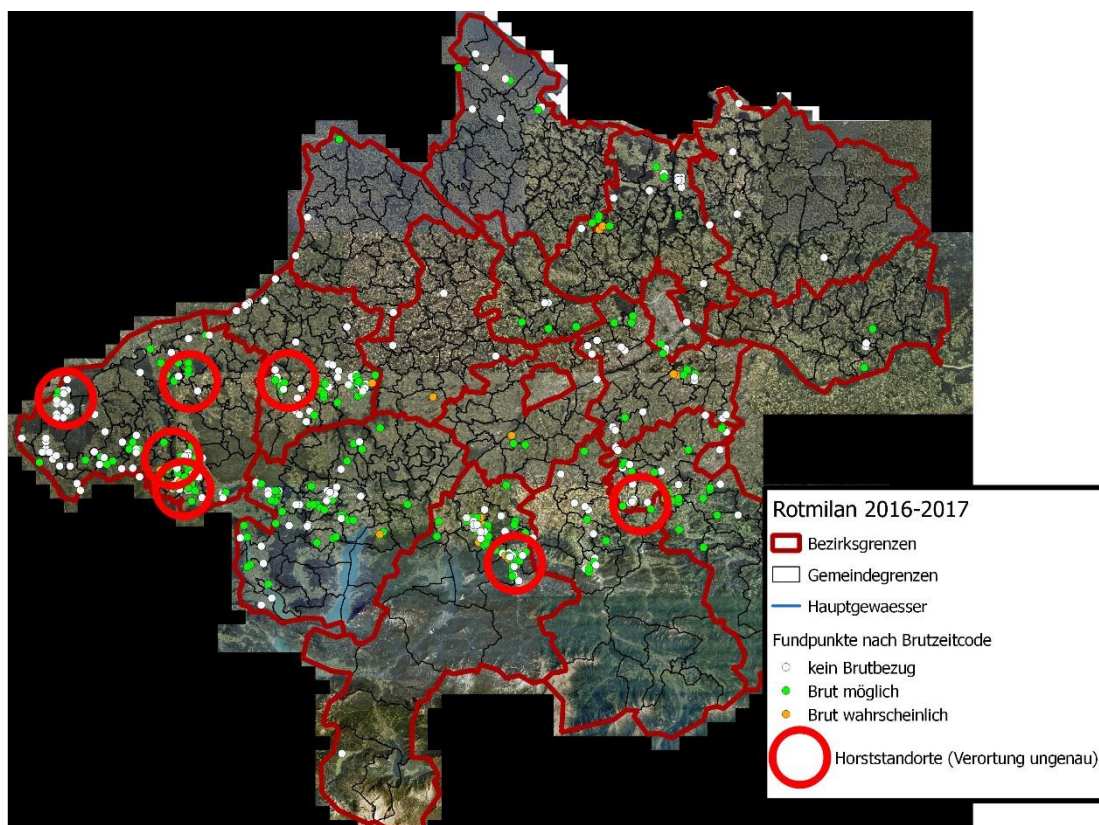 Rotmilan 2016-2017
Bezirksgrenzen
Gemeindegrenzen
Hauptgewaesser
Fundpunkte nach Brutzeitcode
kein Brutbezug
Brut möglich
Brut wahrscheinlich
Horststandorte (Verortung ungenau)